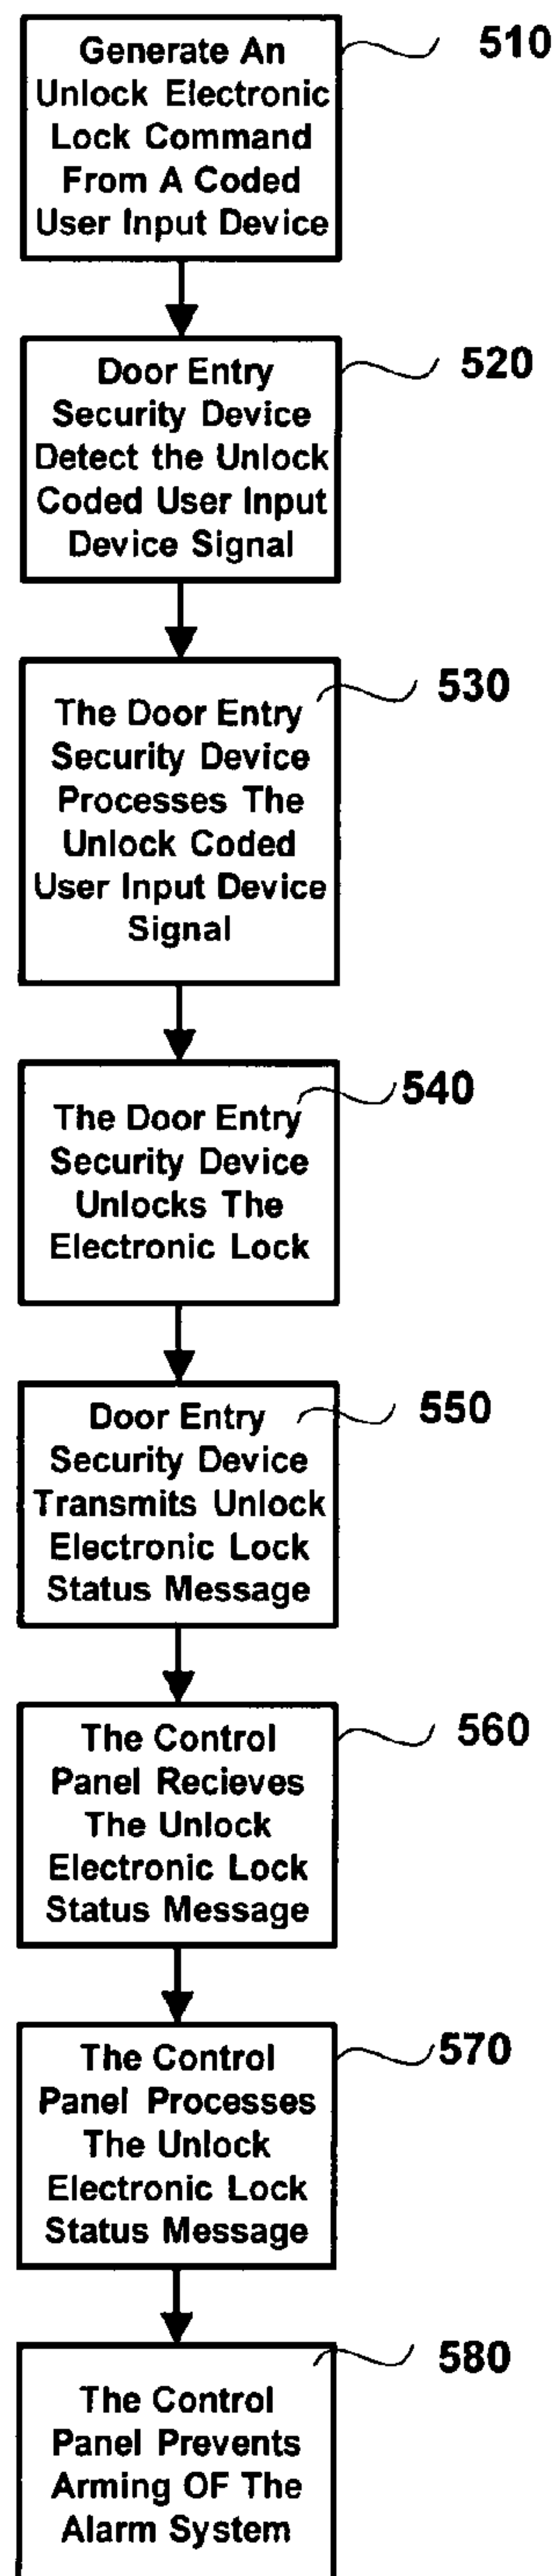 Generate An
Unlock Electronic
Lock Command
From A Coded
User Input Device
510
Door Entry
Security Device
Detect the Unlock
Coded User Input
Device Signal
520
The Door Entry
Security Device
Processes The
Unlock Coded
User Input Device
Signal
530
The Door Entry
Security Device
Unlocks The
Electronic Lock
540
Door Entry
Security Device
Transmits Unlock
Electronic Lock
Status Message
550
The Control
Panel Recieves
The Unlock
Electronic Lock
Status Message
560
The Control
Panel Processes
The Unlock
Electronic Lock
Status Message
570
The Control
Panel Prevents
Arming OF The
Alarm System
580